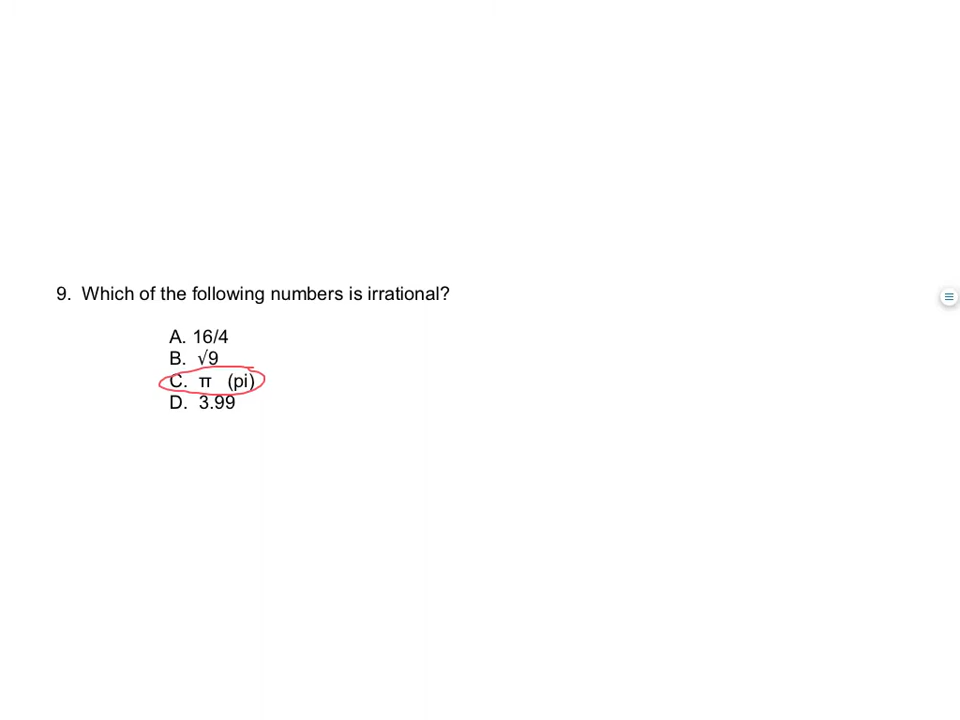 9. Which of the following numbers is irrational?
A. 16/4
B. √9
C. π (pi)
D. 3.99